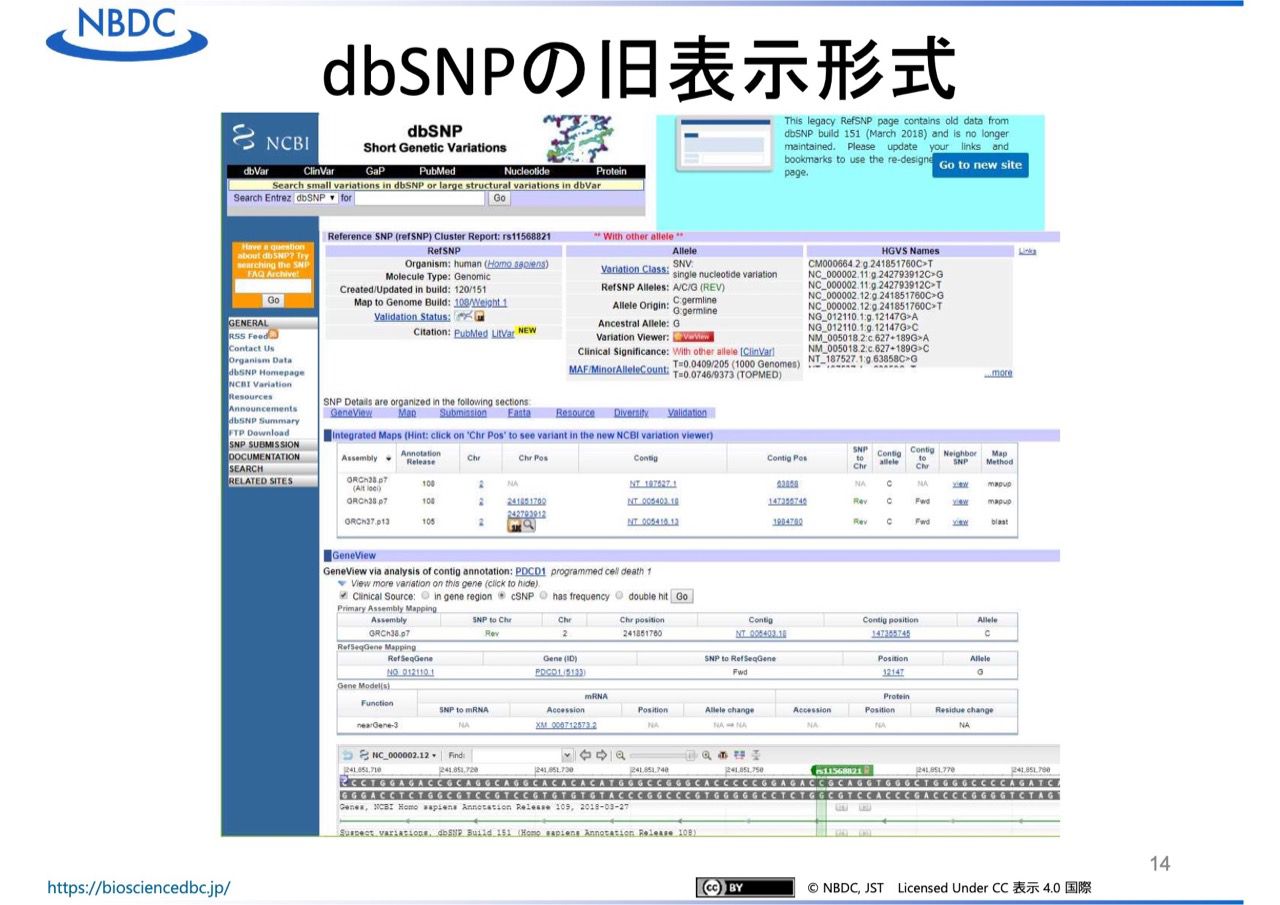 NBDC
dbSNPの旧表示形式
NCBI
dbSNP
Short Genetic Variations
This legacy RefSNP page contains old data from
dbSNP build 151 (March 2018) and is no longer
maintained. Please update your links and
bookmarks to use the re-designe
page.
Go to new site
dbVar ClinVar GaP PubMed Nucleotide Protein
Search small variations in dbSNP or large structural variations in dbVar
Search Entrez dbSNP for Go
Have a question
about dbSNP? Try
searching the SNP
FAQ Archive!
Go
GENERAL
RSS Feed
Contact Us
Organism Data
dbSNP Homepage
NCBI Variation
Resources
Announcements
dbSNP Summary
FTP Download
SNP SUBMISSION
DOCUMENTATION
SEARCH
RELATED SITES
Reference SNP (refSNP) Cluster Report: rs11568821 ** With other allele **
RefSNP
Organism: human (Homo sapiens)
Molecule Type: Genomic
Created/Updated in build: 120/151
Map to Genome Build: 108/Weight 1
Validation Status:
Citation: PubMed LitVar NEW
Allele
Variation Class: SNV:
single nucleotide variation
RefSNP Alleles: A/C/G (REV)
Allele Origin: C:germline
G:germline
Ancestral Allele: G
Variation Viewer: VarView
Clinical Significance: With other allele [ClinVar]
MAF/MinorAlleleCount: T=0.0409/205 (1000 Genomes)
T=0.0746/9373 (TOPMED)
HGVS Names
CM000664.2:g.241851760C>T
NC_000002.11:g.242793912C>G
NC_000002.11:g.242793912C>T
NC_000002.12:g.241851760C>G
NC_000002.12:g.241851760C>T
NG_012110.1:g.12147G>A
NG_012110.1:g.12147G>C
NM_005018.2:c.627+189G>A
NM_005018.2:c.627+189G>C
NT_187527.1:g.63858C>G
...more
Links
SNP Details are organized in the following sections:
GeneView Map Submission Fasta Resource Diversity Validation
Integrated Maps (Hint: click on 'Chr Pos' to see variant in the new NCBI variation viewer)
Assembly Annotation Release Chr Chr Pos Contig Contig Pos SNP to Chr Contig allele Contig to Chr Neighbor SNP Map Method
GRCh38.p7 (Alt loci) 108 2 NA NT_187527.1 63858 NA C NA view mapup
GRCh38.p7 108 2 241851760 NT_005403.18 147355745 Rev C Fwd view mapup
GRCh37.p13 105 2 242793912 NT_005416.13 1984780 Rev C Fwd view blast
GeneView
GeneView via analysis of contig annotation: PDCD1 programmed cell death 1
View more variation on this gene (click to hide).
Clinical Source: in gene region cSNP has frequency double hit Go
Primary Assembly Mapping
Assembly SNP to Chr Chr Chr position Contig Contig position Allele
GRCh38.p7 Rev 2 241851760 NT_005403.18 147355745 C
RefSeqGene Mapping
RefSeqGene Gene (ID) SNP to RefSeqGene Position Allele
NG_012110.1 PDCD1 (5133) Fwd 12147 G
Gene Model(s)
Function mRNA Protein
SNP to mRNA Accession Position Allele change Accession Position Residue change
nearGene-3 NA XM_006712573.2 NA NA ⇒ NA NA NA NA
NC_000002.12 Find:
241,851,710 241,851,720 241,851,730 241,851,740 241,851,750 rs11568821 241,851,770 241,851,780
Genes, NCBI Homo sapiens Annotation Release 109, 2018-03-27
Suspect variations, dbSNP Build 151 (Homo sapiens Annotation Release 108)
14
https://biosciencedbc.jp/
cc BY
© NBDC, JST Licensed Under CC 表示 4.0 国際